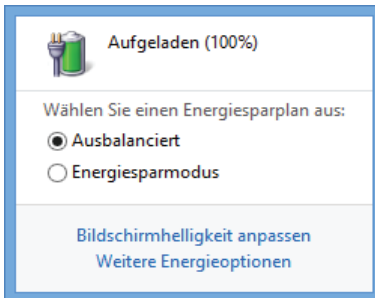 Aufgeladen (100%)
Wählen Sie einen Energiesparplan aus:
Ausbalanciert
Energiesparmodus
Bildschirmhelligkeit anpassen
Weitere Energieoptionen